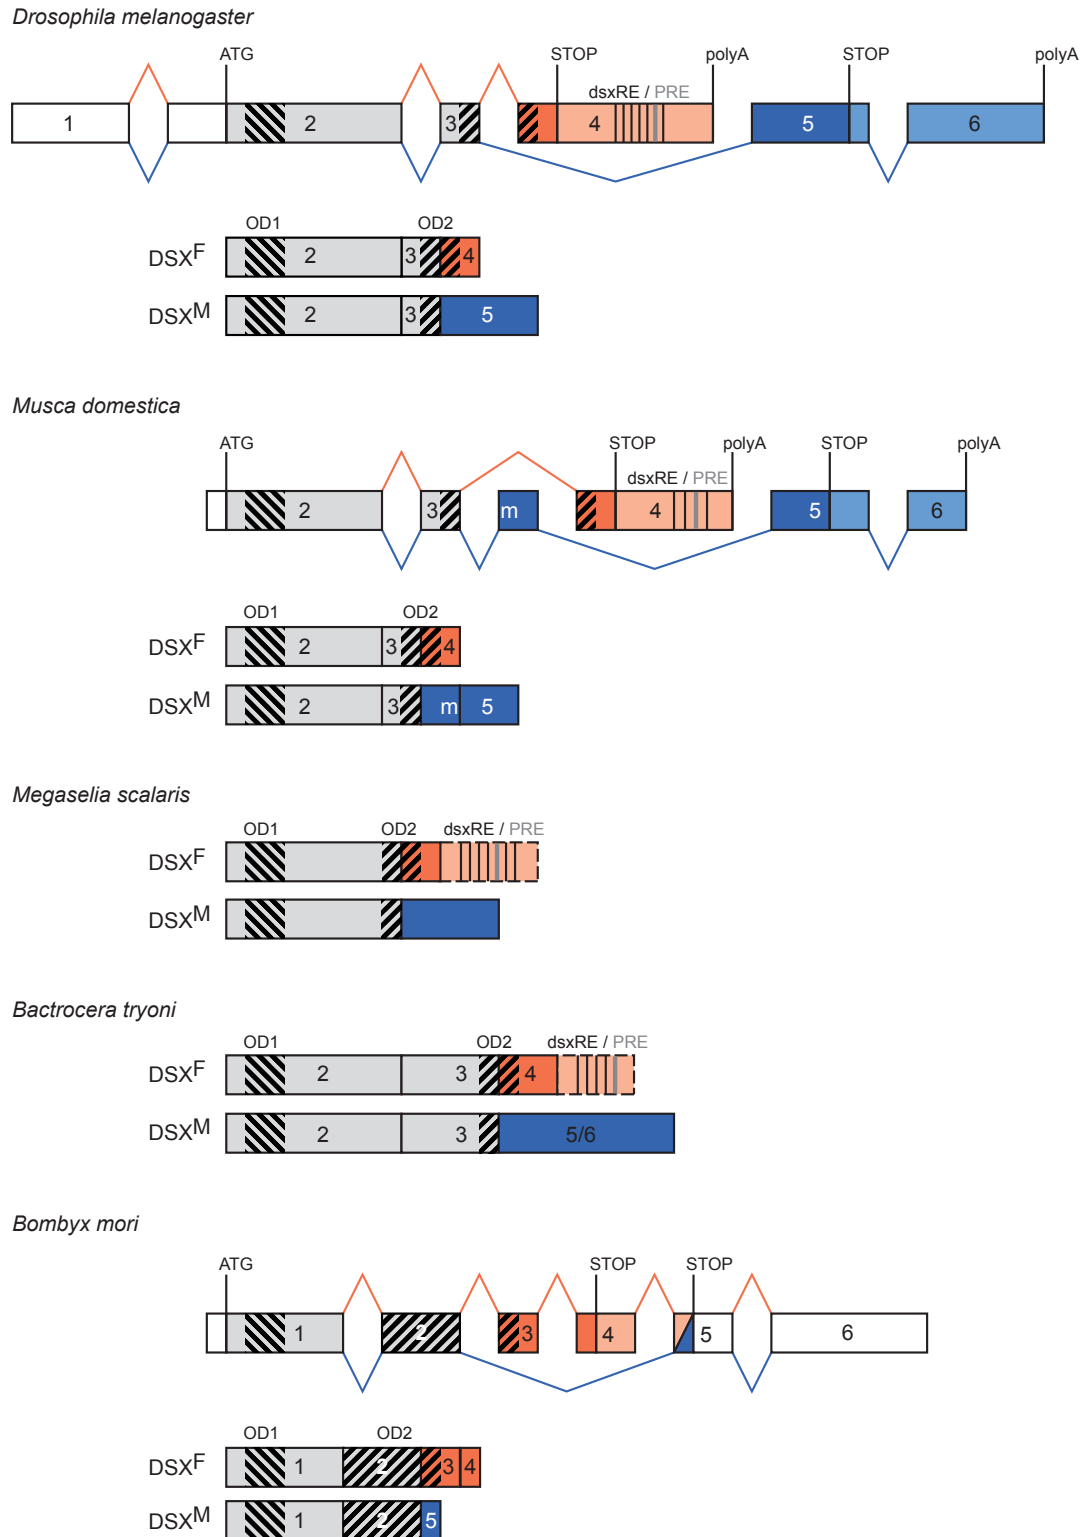 Drosophila melanogaster
ATG STOP polyA STOP polyA
dsxRE / PRE
1 2 3 4 5 6
OD1 OD2
DSXF 2 3 4
DSXM 2 3 5
Musca domestica
ATG STOP polyA STOP polyA
dsxRE / PRE
2 3 m 4 5 6
OD1 OD2
DSXF 2 3 4
DSXM 2 3 m 5
Megaselia scalaris
OD1 OD2 dsxRE / PRE
DSXF
DSXM
Bactrocera tryoni
OD1 OD2 dsxRE / PRE
DSXF 2 3 4
DSXM 2 3 5/6
Bombyx mori
ATG STOP STOP
1 2 3 4 5 6
OD1 OD2
DSXF 1 2 3 4
DSXM 1 2 5